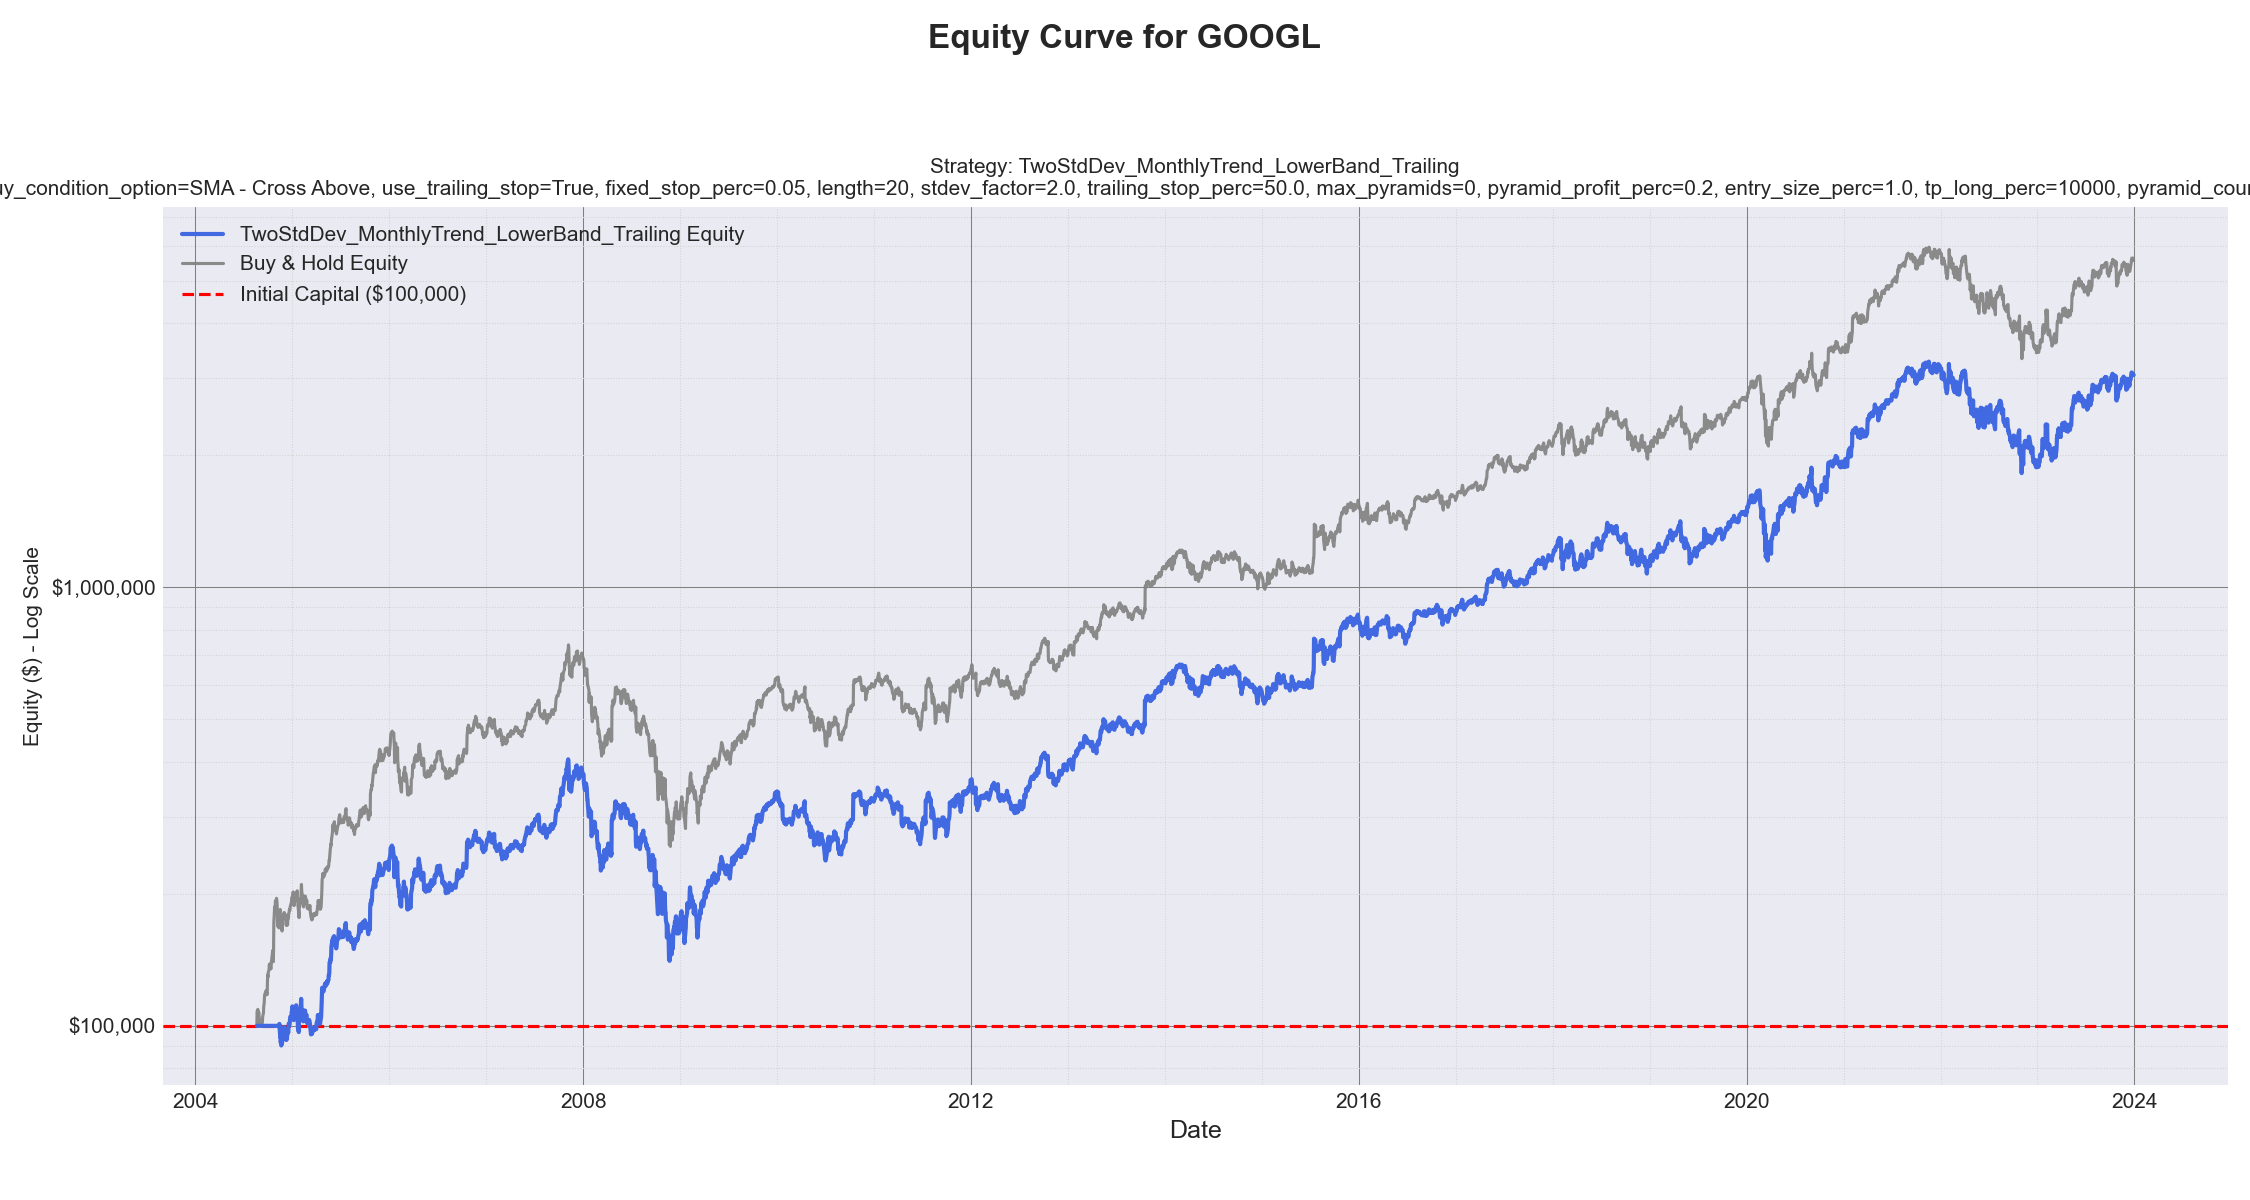 Equity Curve for GOOGL
Strategy: TwoStdDev_MonthlyTrend_LowerBand_Trailing
uy_condition_option=SMA - Cross Above, use_trailing_stop=True, fixed_stop_perc=0.05, length=20, stdev_factor=2.0, trailing_stop_perc=50.0, max_pyramids=0, pyramid_profit_perc=0.2, entry_size_perc=1.0, tp_long_perc=10000, pyramid_cour
TwoStdDev_MonthlyTrend_LowerBand_Trailing Equity
Buy & Hold Equity
Initial Capital ($100,000)
Equity ($) - Log Scale
$1,000,000
$100,000
2004 2008 2012 2016 2020 2024
Date